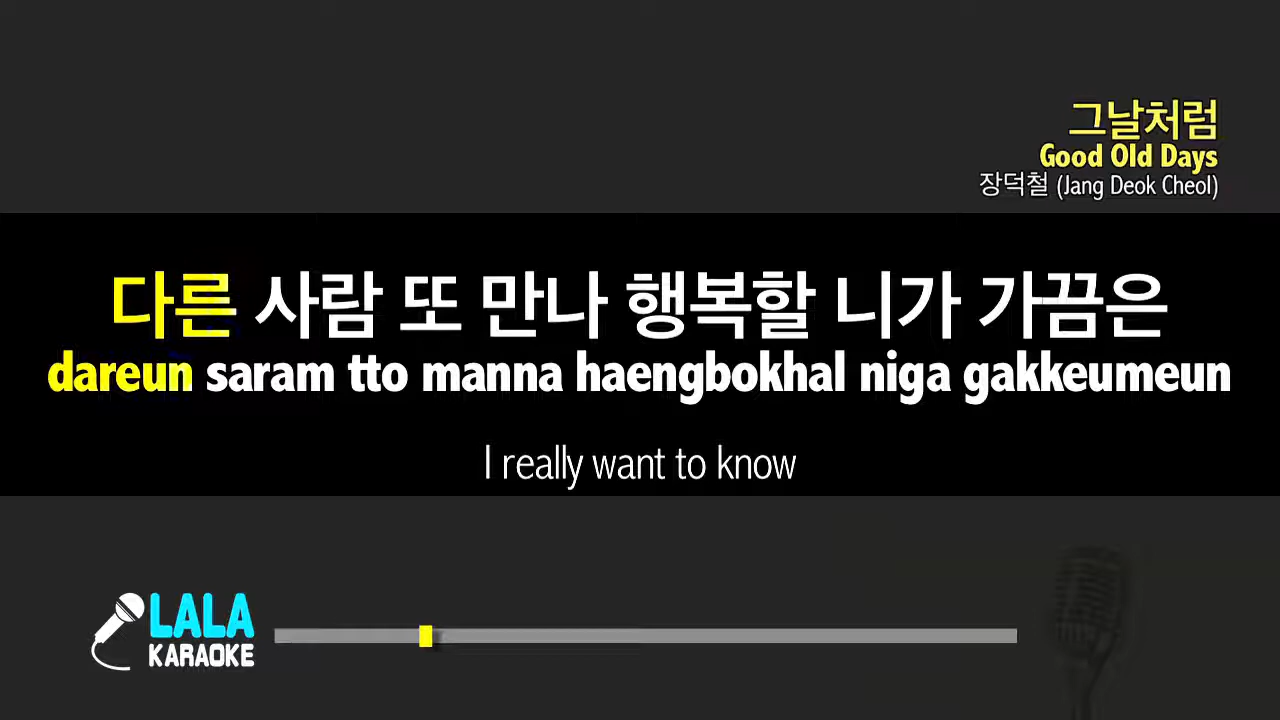 그날처럼
Good Old Days
장덕철 (Jang Deok Cheol)
다른 사람 또 만나 행복할 니가 가끔은
dareun saram tto manna haengbokhal niga gakkeumeun
I really want to know
LALA
KARAOKE